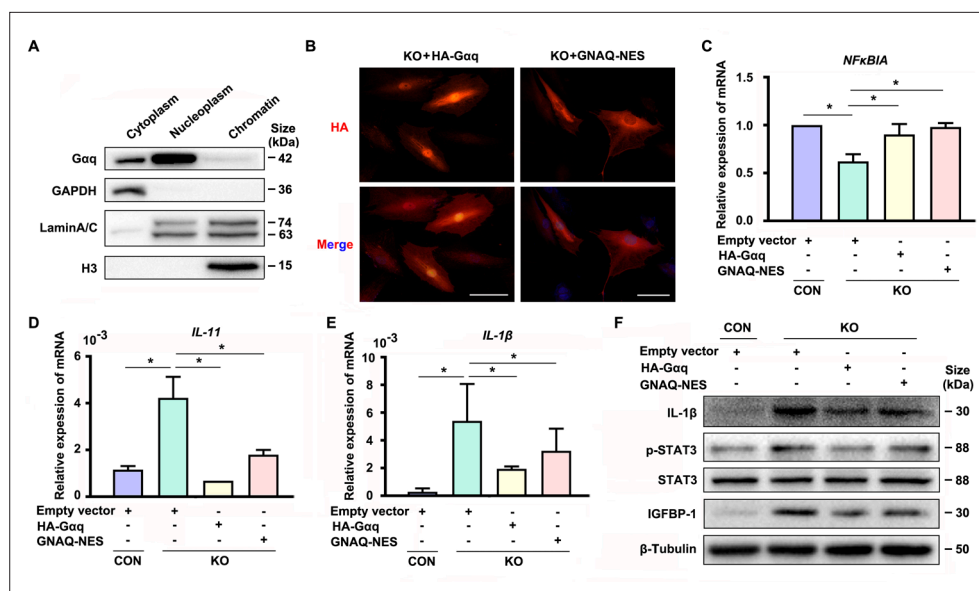 A
Cytoplasm
Nucleoplasm
Chromatin
Size
(kDa)
Gαq
42
GAPDH
36
LaminA/C
74
63
H3
15
B
KO+HA-Gαq KO+GNAQ-NES
HA
Merge
C
NFκBIA
Relative expression of mRNA
1.5
1.0
0.5
0.0
* * *
Empty vector + + - -
HA-Gαq - - + -
GNAQ-NES - - - +
CON KO
D
IL-11
10-3
Relative expression of mRNA
6
4
2
0
* * *
Empty vector + + - -
HA-Gαq - - + -
GNAQ-NES - - - +
CON KO
E
IL-1β
10-3
Relative expression of mRNA
10
8
6
4
2
0
* * *
Empty vector + + - -
HA-Gαq - - + -
GNAQ-NES - - - +
CON KO
F
CON KO
Empty vector + + - -
HA-Gαq - - + -
GNAQ-NES - - - +
Size
(kDa)
IL-1β 30
p-STAT3 88
STAT3 88
IGFBP-1 30
β-Tubulin 50